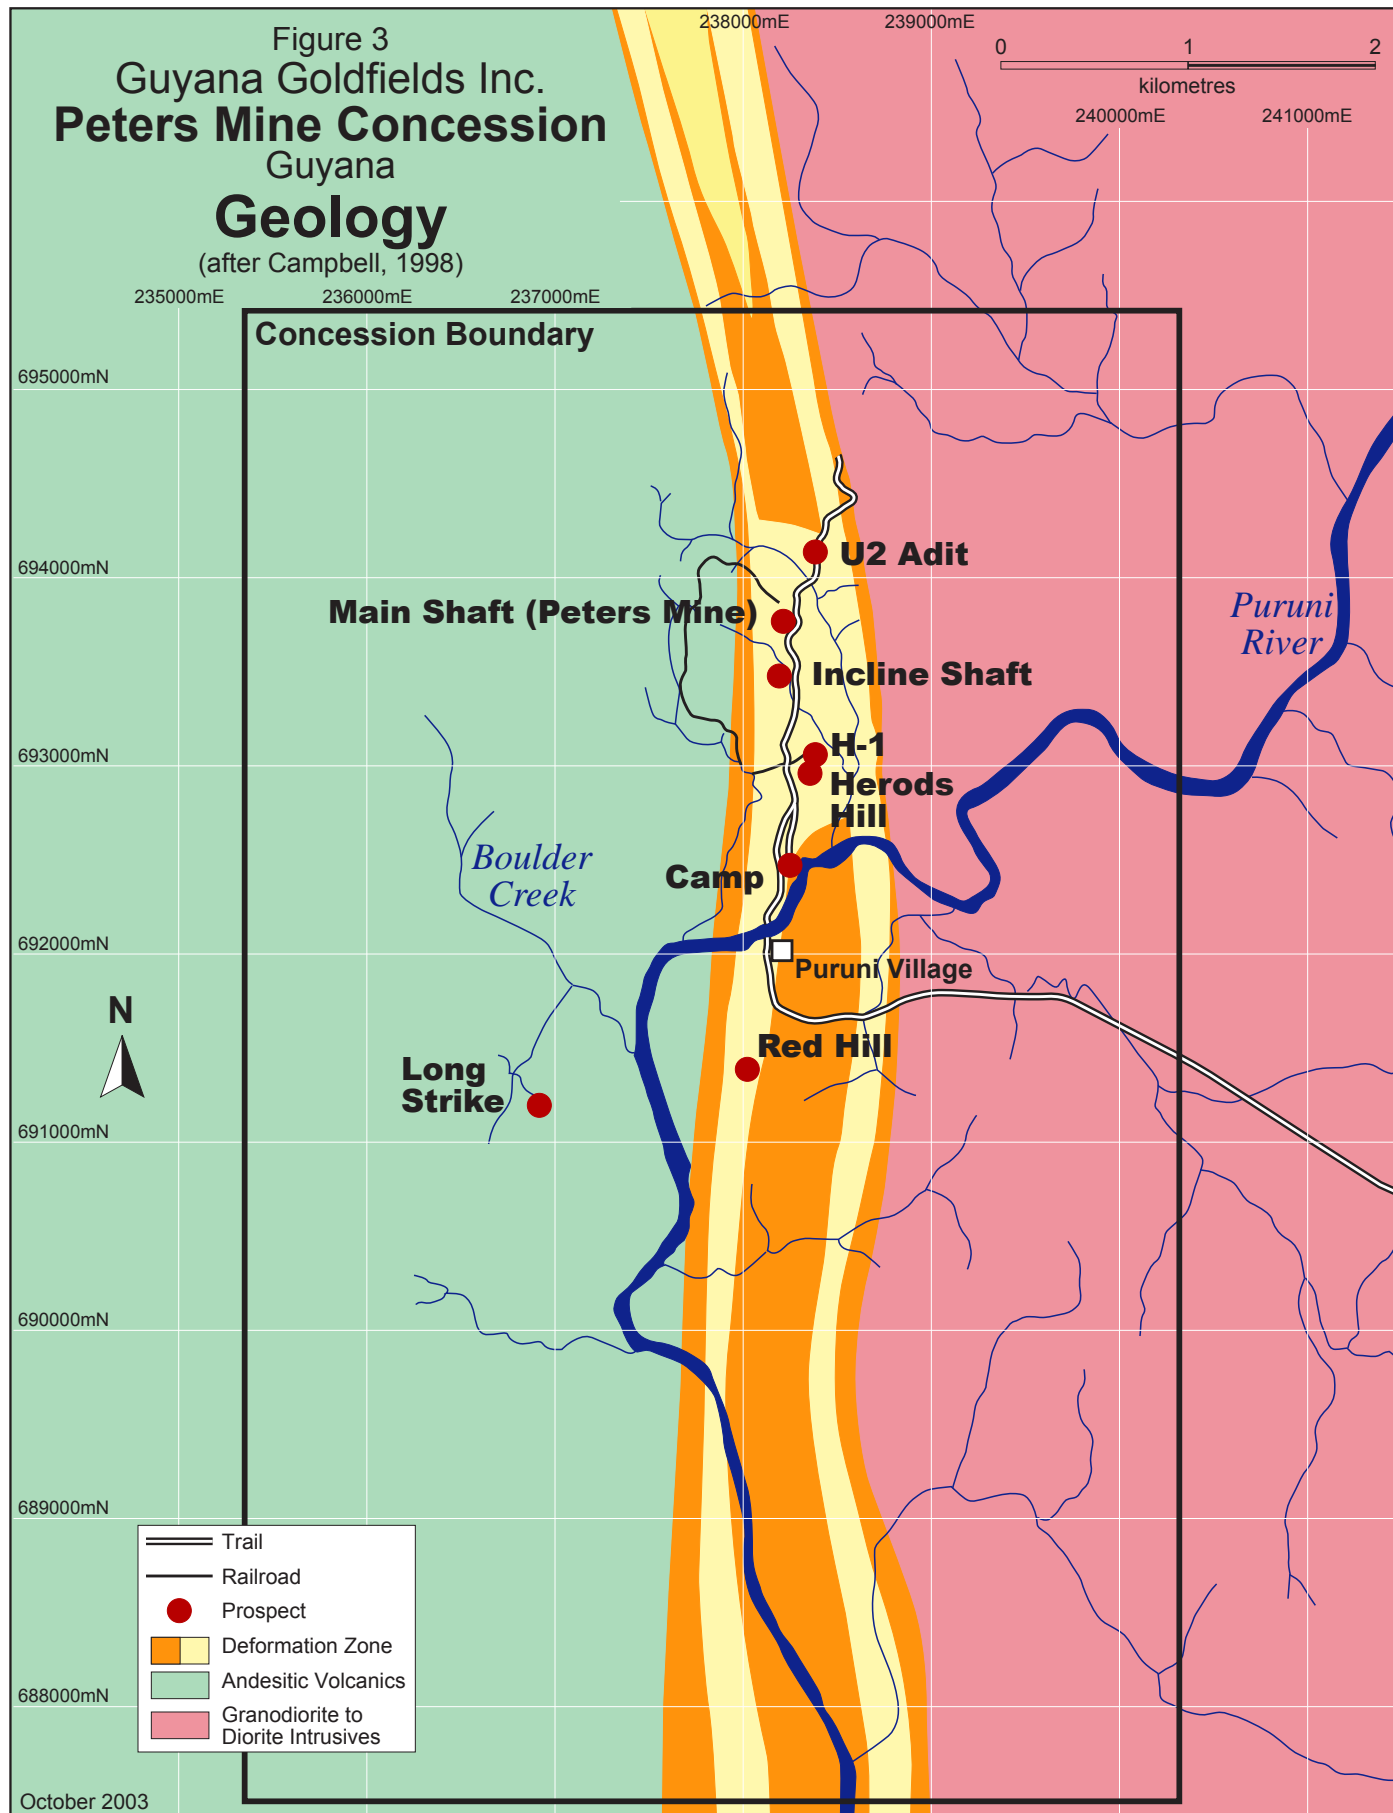 Figure 3
Guyana Goldfields Inc.
Peters Mine Concession
Guyana
Geology
(after Campbell, 1998)
238000mE
239000mE
0 1 2
kilometres
240000mE
241000mE
235000mE
236000mE
237000mE
Concession Boundary
695000mN
U2 Adit
694000mN
Main Shaft (Peters Mine)
Puruni
River
Incline Shaft
693000mN
H-1
Herods
Hill
Boulder
Creek
Camp
692000mN
Puruni Village
N
Red Hill
Long
Strike
691000mN
690000mN
689000mN
Trail
Railroad
Prospect
Deformation Zone
Andesitic Volcanics
688000mN
Granodiorite to
Diorite Intrusives
October 2003